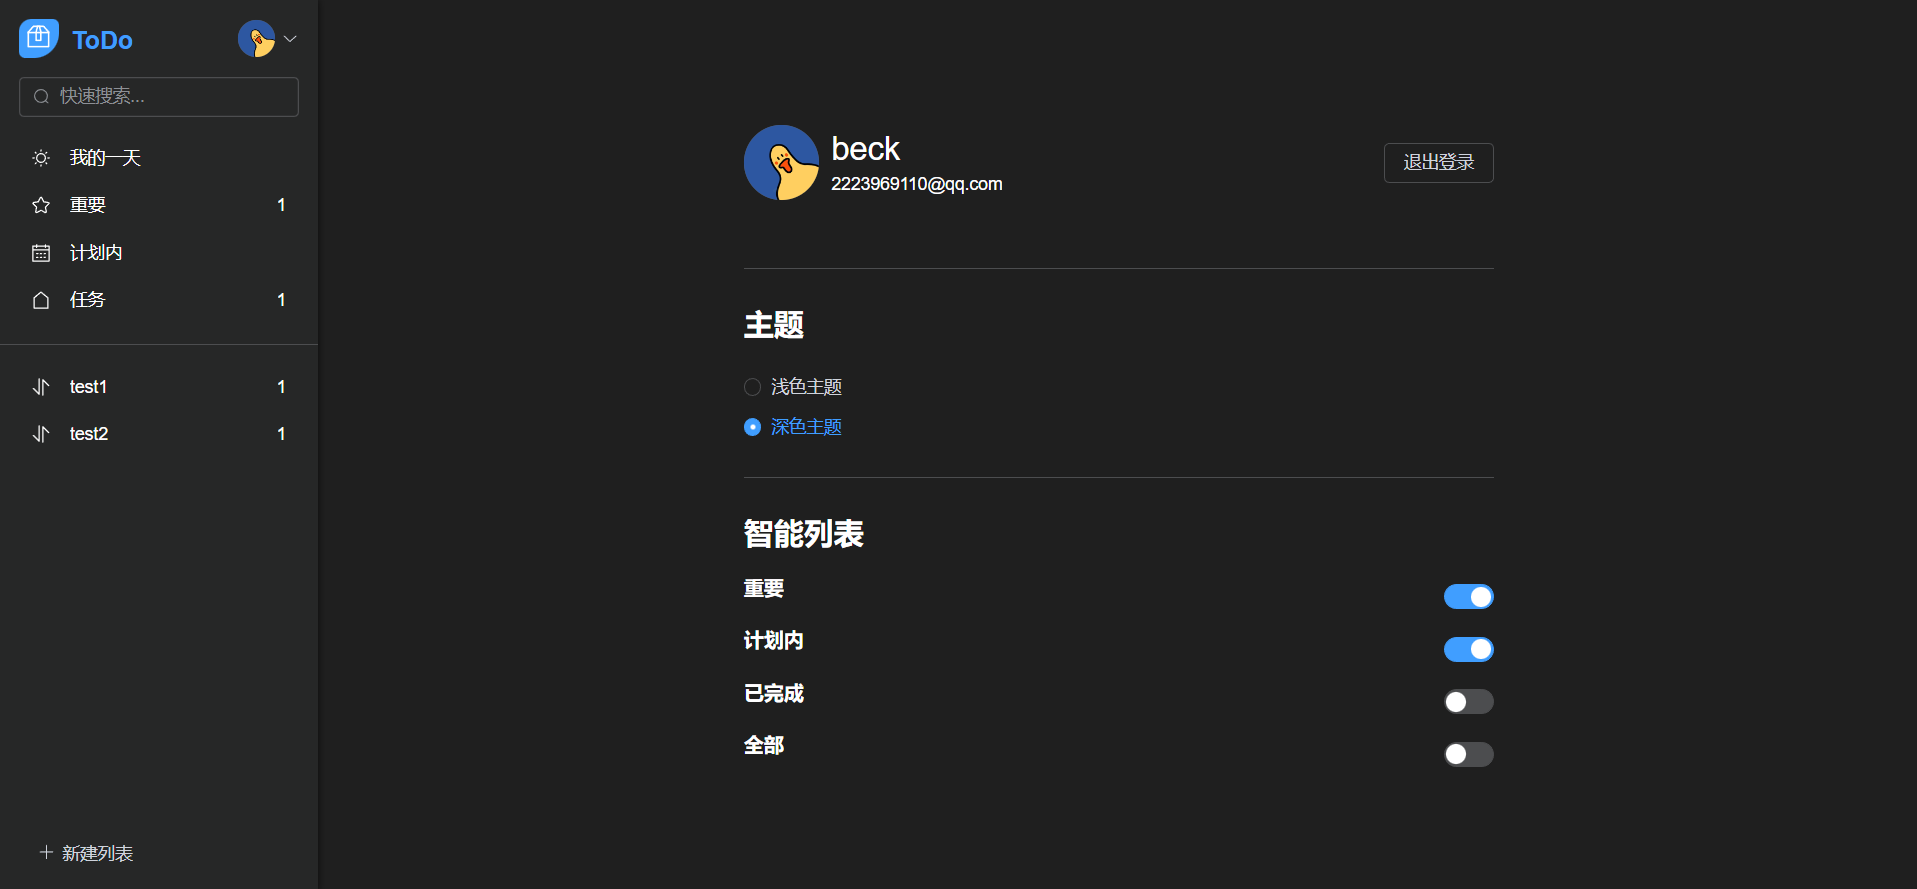 ToDo
快速搜索...
我的一天
重要 1
计划内
任务 1
test1 1
test2 1
新建列表
beck
2223969110@qq.com
退出登录
主题
浅色主题
深色主题
智能列表
重要
计划内
已完成
全部